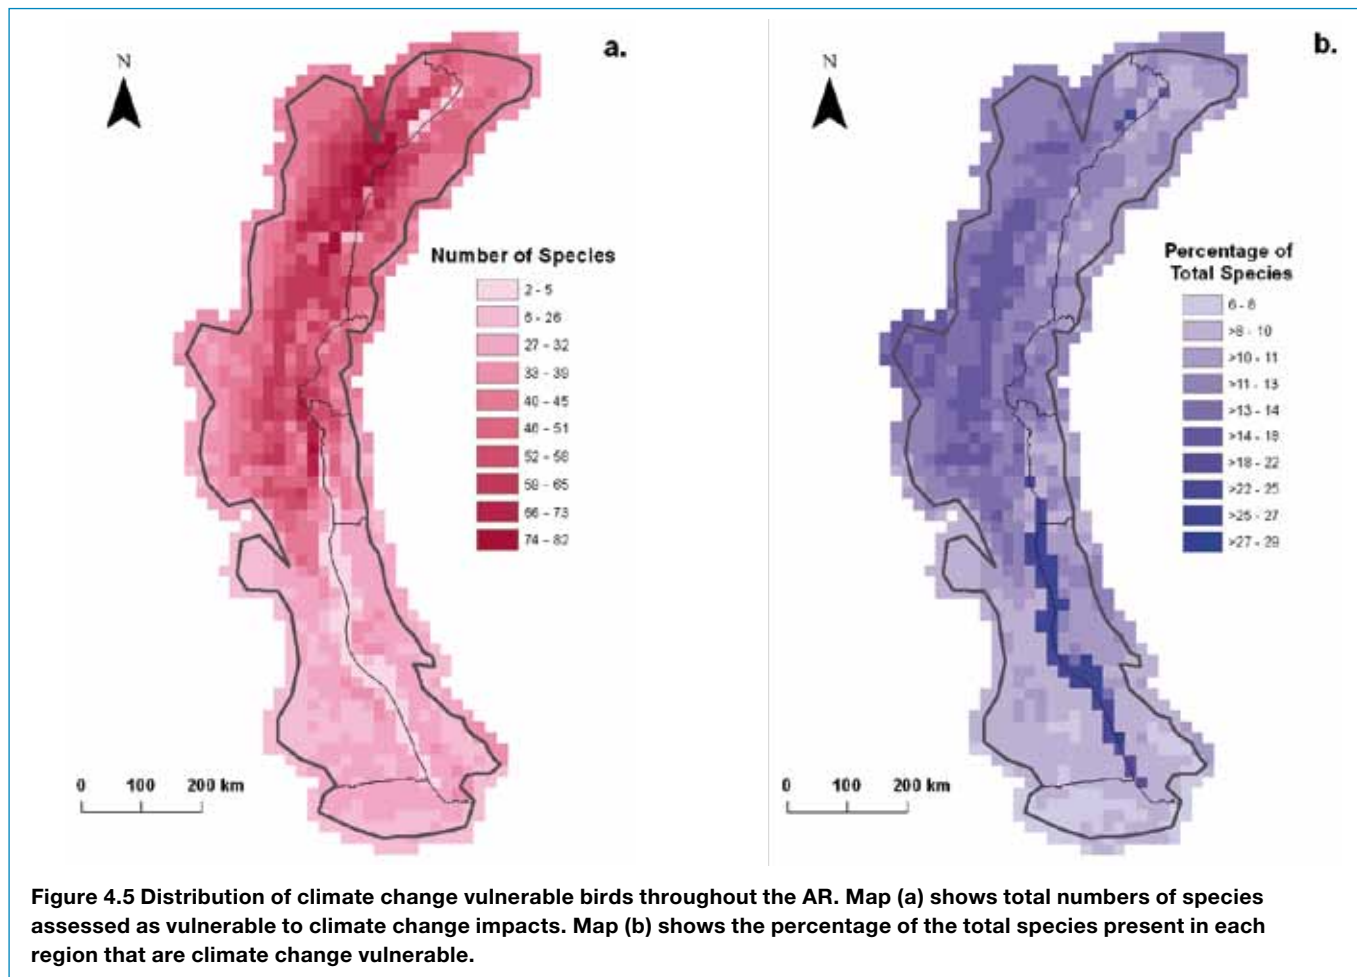 a.
N
Number of Species
2 - 5
6 - 26
27 - 32
33 - 39
40 - 45
46 - 51
52 - 58
59 - 65
66 - 73
74 - 82
0 100 200 km
b.
N
Percentage of
Total Species
6 - 8
>8 - 10
>10 - 11
>11 - 13
>13 - 14
>14 - 18
>18 - 22
>22 - 25
>25 - 27
>27 - 29
0 100 200 km
Figure 4.5 Distribution of climate change vulnerable birds throughout the AR. Map (a) shows total numbers of species
assessed as vulnerable to climate change impacts. Map (b) shows the percentage of the total species present in each
region that are climate change vulnerable.